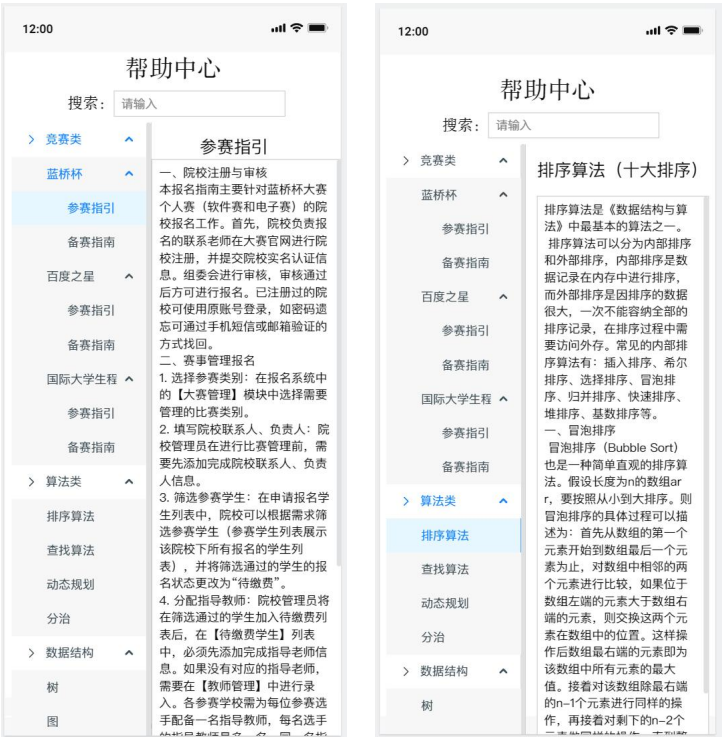 12:00
帮助中心
搜索：
请输入
竞赛类
蓝桥杯
参赛指引
备赛指南
百度之星
参赛指引
备赛指南
国际大学生程
参赛指引
备赛指南
算法类
排序算法
查找算法
动态规划
分治
数据结构
树
图
参赛指引
一、院校注册与审核
本报名指南主要针对蓝桥杯大赛
个人赛（软件赛和电子赛）的院
校报名工作。首先，院校负责报
名的联系老师在大赛官网进行院
校注册，并提交院校实名认证信
息。组委会进行审核，审核通过
后方可进行报名。已注册过的院
校可使用原账号登录，如密码遗
忘可通过手机短信或邮箱验证的
方式找回。
二、赛事管理报名
1. 选择参赛类别：在报名系统中
的【大赛管理】模块中选择需要
管理的比赛类别。
2. 填写院校联系人、负责人：院
校管理员在进行比赛管理前，需
要先添加完成院校联系人、负责
人信息。
3. 筛选参赛学生：在申请报名学
生列表中，院校可以根据需求筛
选参赛学生（参赛学生列表展示
该院校下所有报名的学生列
表），并将筛选通过的学生的报
名状态更改为“待缴费”。
4. 分配指导教师：院校管理员将
在筛选通过的学生加入待缴费列
表后，在【待缴费学生】列表
中，必须先添加完成指导老师信
息。如果没有对应的指导老师，
需要在【教师管理】中进行录
入。各参赛学校需为每位参赛选
手配备一名指导教师，每名选手
12:00
帮助中心
搜索：
请输入
竞赛类
蓝桥杯
参赛指引
备赛指南
百度之星
参赛指引
备赛指南
国际大学生程
参赛指引
备赛指南
算法类
排序算法
查找算法
动态规划
分治
数据结构
树
排序算法（十大排序）
排序算法是《数据结构与算
法》中最基本的算法之一。
排序算法可以分为内部排序
和外部排序，内部排序是数
据记录在内存中进行排序，
而外部排序是因排序的数据
很大，一次不能容纳全部的
排序记录，在排序过程中需
要访问外存。常见的内部排
序算法有：插入排序、希尔
排序、选择排序、冒泡排
序、归并排序、快速排序、
堆排序、基数排序等。
一、冒泡排序
冒泡排序（Bubble Sort）
也是一种简单直观的排序算
法。假设长度为n的数组ar
r，要按照从小到大排序。则
冒泡排序的具体过程可以描
述为：首先从数组的第一个
元素开始到数组最后一个元
素为止，对数组中相邻的两
个元素进行比较，如果位于
数组左端的元素大于数组右
端的元素，则交换这两个元
素在数组中的位置。这样操
作后数组最右端的元素即为
该数组中所有元素的最大
值。接着对该数组除最右端
的n-1个元素进行同样的操
作，再接着对剩下的n-2个